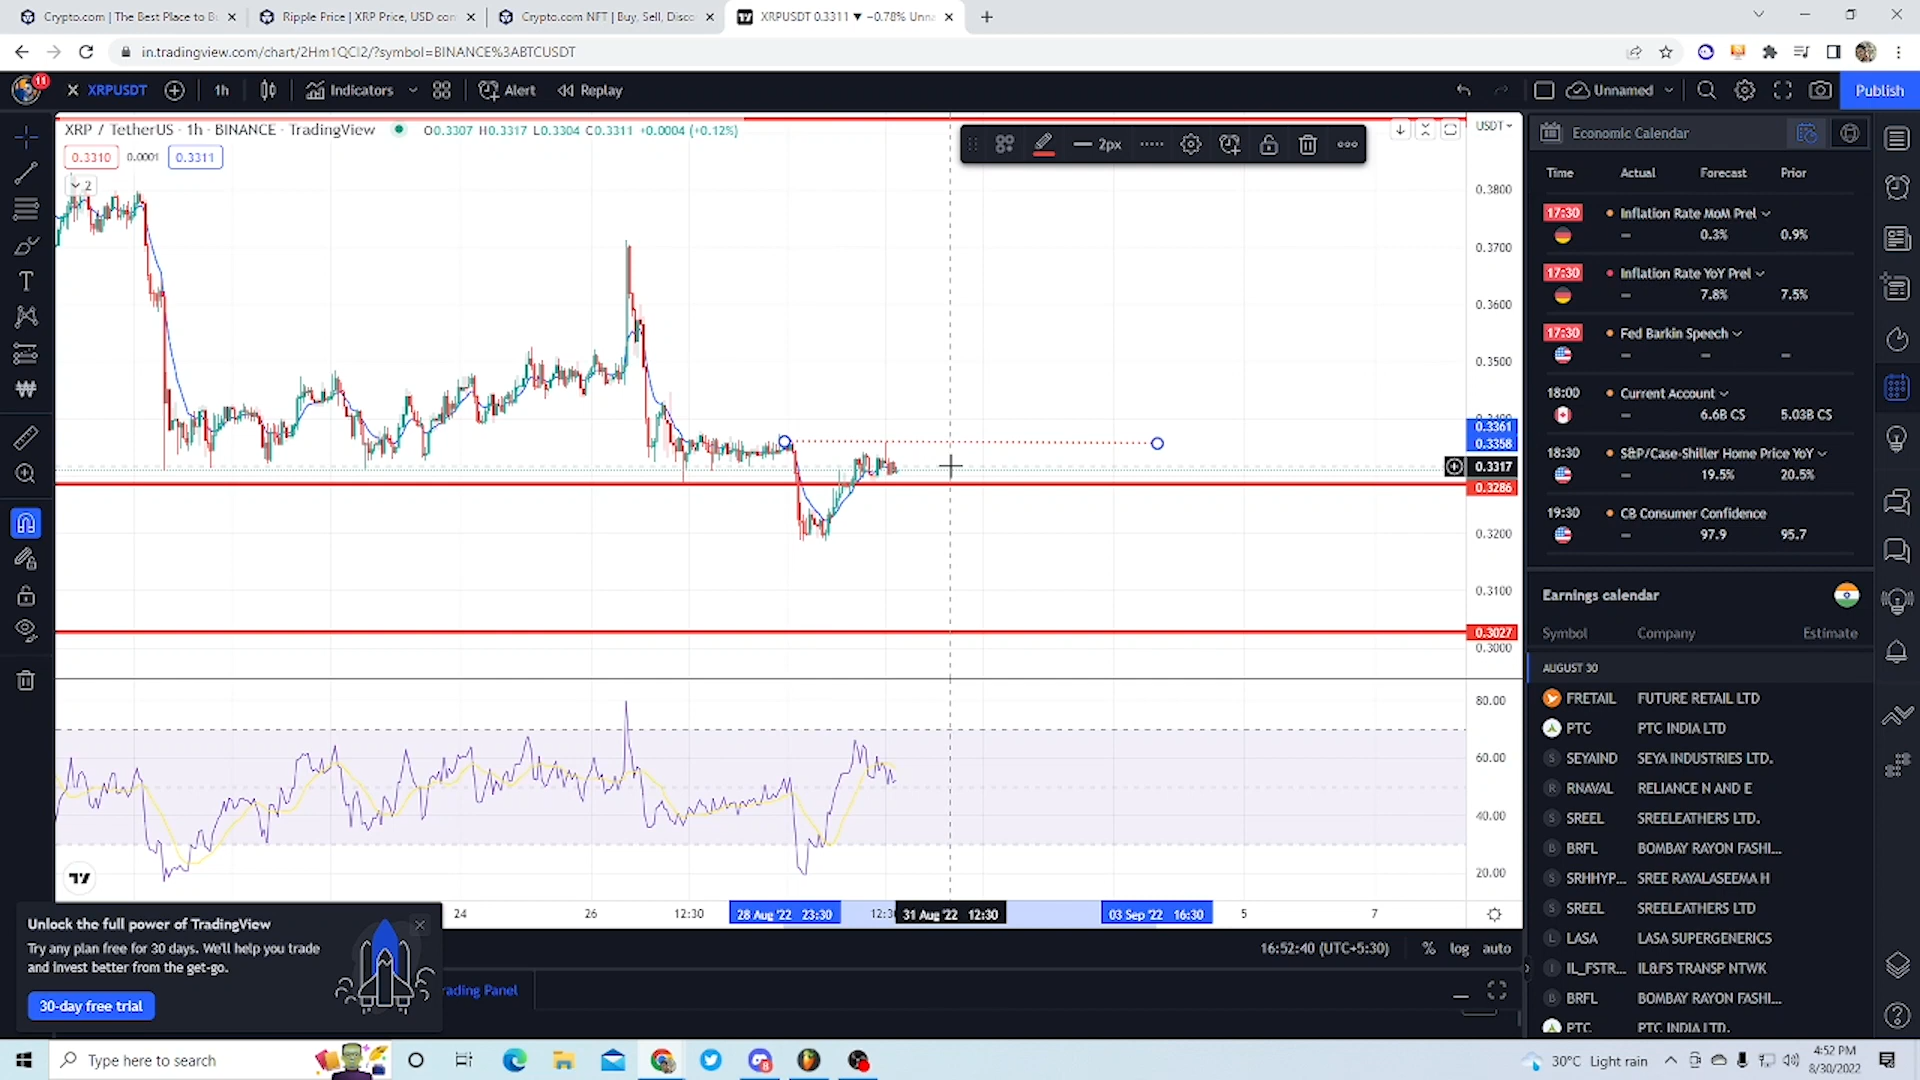 Crypto.com | The Best Place to Bu
Ripple Price | XRP Price, USD con
Crypto.com NFT | Buy, Sell, Disco
XRPUSDT 0.3311 ▼ −0.78% Unna
in.tradingview.com/chart/2Hm1QCI2/?symbol=BINANCE%3ABTCUSDT
11
XRPUSDT
1h
Indicators
Alert
Replay
Unnamed
Publish
XRP / TetherUS · 1h · BINANCE · TradingView
O0.3307 H0.3317 L0.3304 C0.3311 +0.0004 (+0.12%)
0.3310
0.0001
0.3311
2
2px
USDT
0.3800
0.3700
0.3600
0.3500
0.3361
0.3358
0.3317
0.3286
0.3200
0.3100
0.3027
0.3000
80.00
60.00
40.00
20.00
24
26
12:30
28 Aug '22 23:30
31 Aug '22 12:30
03 Sep '22 16:30
5
7
16:52:40 (UTC+5:30)
%
log
auto
rading Panel
Unlock the full power of TradingView
Try any plan free for 30 days. We'll help you trade
and invest better from the get-go.
30-day free trial
Economic Calendar
Time Actual Forecast Prior
17:30 Inflation Rate MoM Prel
— 0.3% 0.9%
17:30 Inflation Rate YoY Prel
— 7.8% 7.5%
17:30 Fed Barkin Speech
— — —
18:00 Current Account
— 6.6B C$ 5.03B C$
18:30 S&P/Case-Shiller Home Price YoY
— 19.5% 20.5%
19:30 CB Consumer Confidence
— 97.9 95.7
Earnings calendar
Symbol Company Estimate
AUGUST 30
FRETAIL FUTURE RETAIL LTD
PTC PTC INDIA LTD
S SEYAIND SEYA INDUSTRIES LTD.
R RNAVAL RELIANCE N AND E
S SREEL SREELEATHERS LTD.
B BRFL BOMBAY RAYON FASHI...
S SRHHYP... SREE RAYALASEEMA H
S SREEL SREELEATHERS LTD
L LASA LASA SUPERGENERICS
I IL_FSTR... IL&FS TRANSP NTWK
B BRFL BOMBAY RAYON FASHI...
PTC PTC INDIA LTD.
Type here to search
30°C Light rain
4:52 PM
8/30/2022